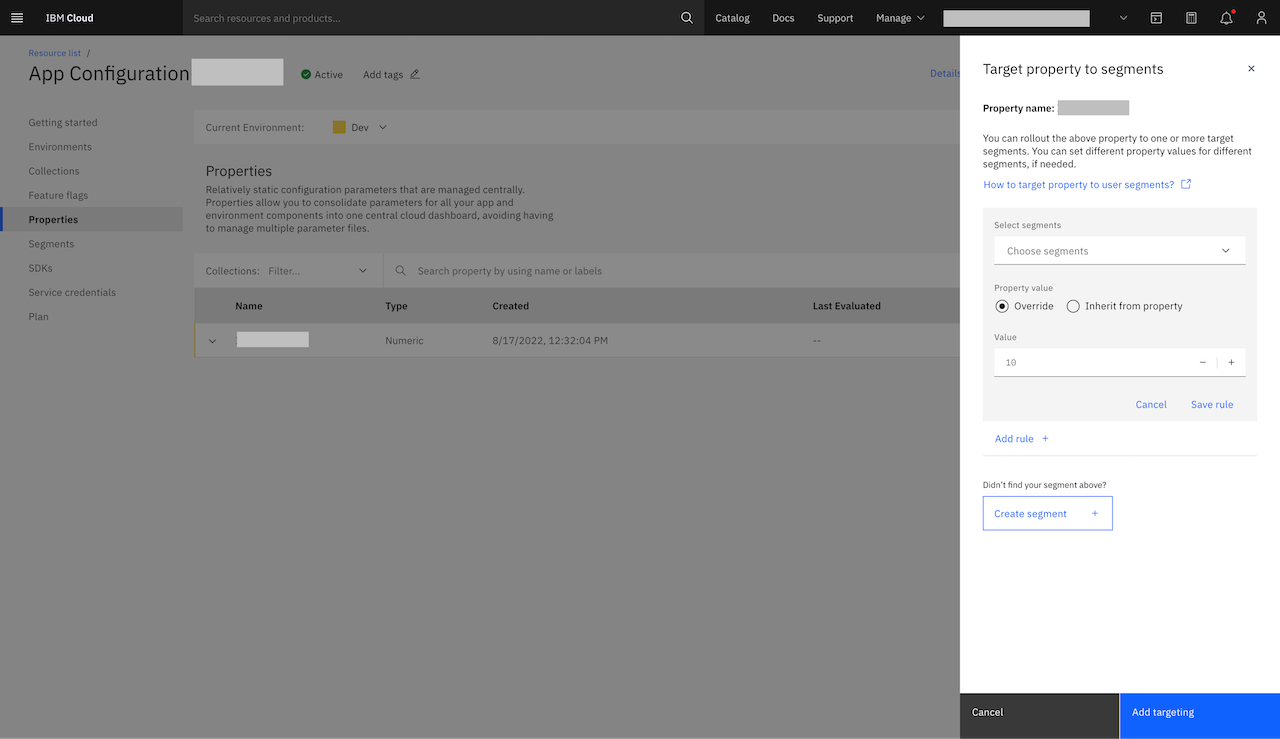 IBM Cloud
Search resources and products...
Catalog
Docs
Support
Manage
Resource list /
App Configuration
Active
Add tags
Details
Getting started
Environments
Collections
Feature flags
Properties
Segments
SDKs
Service credentials
Plan
Current Environment:
Dev
Properties
Relatively static configuration parameters that are managed centrally.
Properties allow you to consolidate parameters for all your app and
environment components into one central cloud dashboard, avoiding having
to manage multiple parameter files.
Collections: Filter...
Search property by using name or labels
Name Type Created Last Evaluated
Numeric 8/17/2022, 12:32:04 PM --
Target property to segments
Property name:
You can rollout the above property to one or more target
segments. You can set different property values for different
segments, if needed.
How to target property to user segments?
Select segments
Choose segments
Property value
Override Inherit from property
Value
10
Cancel Save rule
Add rule +
Didn't find your segment above?
Create segment +
Cancel
Add targeting